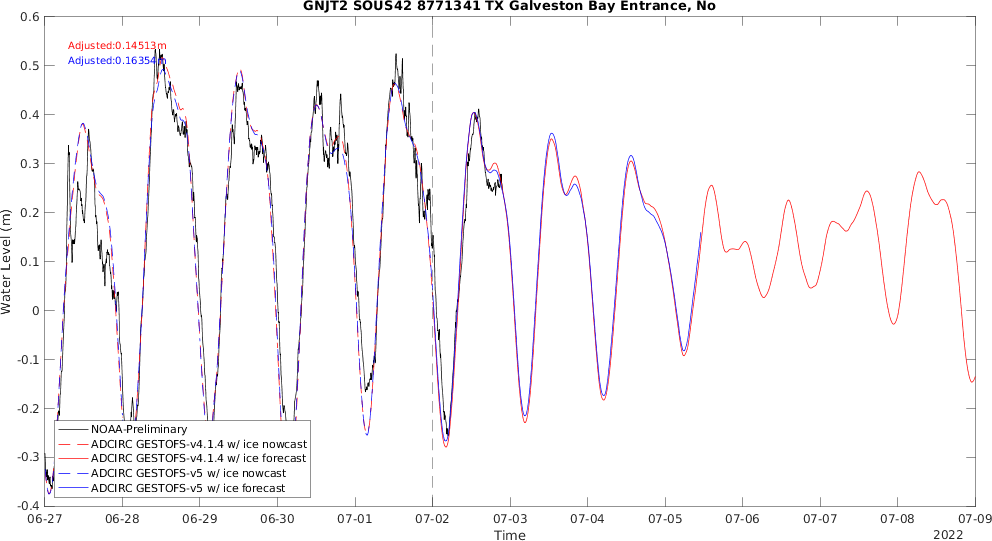 GNJT2 SOUS42 8771341 TX Galveston Bay Entrance, No
Adjusted:0.14513m
Adjusted:0.16354m
Water Level (m)
0.6
0.5
0.4
0.3
0.2
0.1
0
-0.1
-0.2
-0.3
-0.4
NOAA-Preliminary
ADCIRC GESTOFS-v4.1.4 w/ ice nowcast
ADCIRC GESTOFS-v4.1.4 w/ ice forecast
ADCIRC GESTOFS-v5 w/ ice nowcast
ADCIRC GESTOFS-v5 w/ ice forecast
06-27 06-28 06-29 06-30 07-01 07-02 07-03 07-04 07-05 07-06 07-07 07-08 07-09
Time
2022